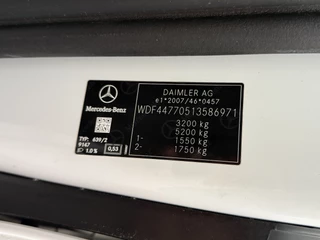 DAIMLER AG
e1*2007/46*0457
WDF44770513586971
3200 kg
5200 kg
1- 1550 kg
2- 1750 kg
Mercedes-Benz
TYP: 639/2
9167
1.0 %
0,53